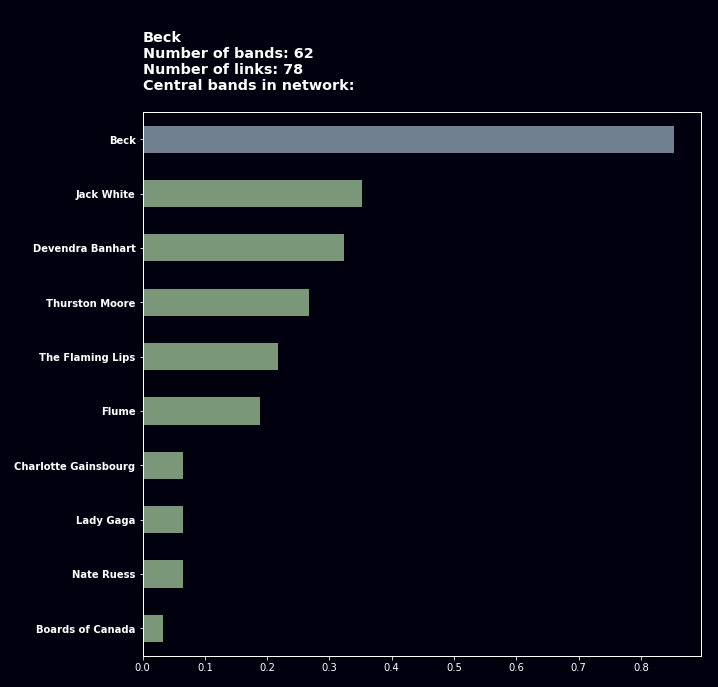 Beck
Number of bands: 62
Number of links: 78
Central bands in network:
Beck
Jack White
Devendra Banhart
Thurston Moore
The Flaming Lips
Flume
Charlotte Gainsbourg
Lady Gaga
Nate Ruess
Boards of Canada
0.0 0.1 0.2 0.3 0.4 0.5 0.6 0.7 0.8